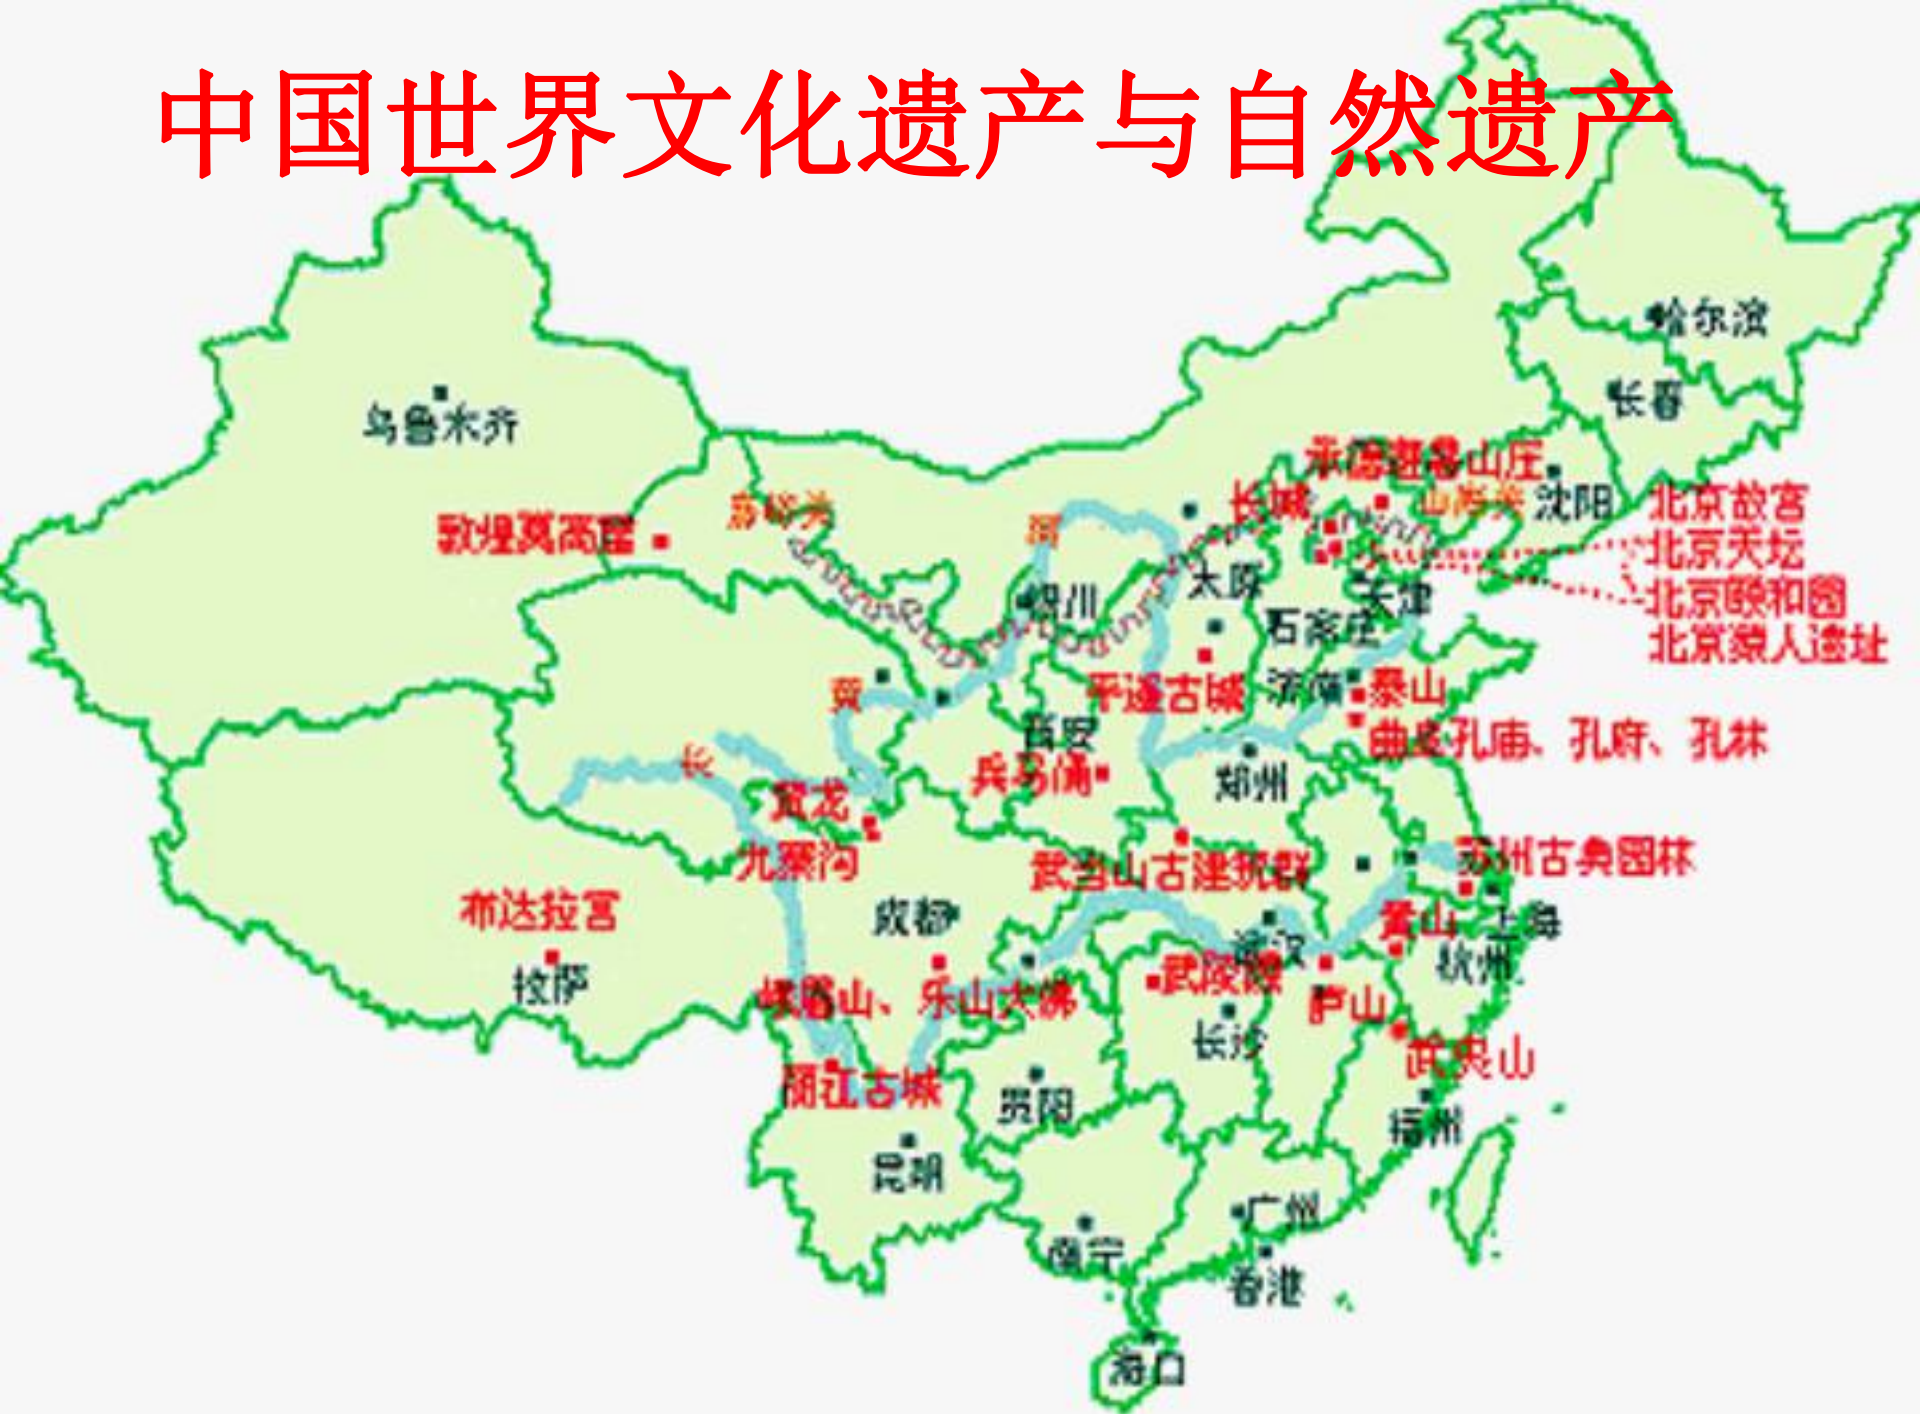 中国世界文化遗产与自然遗产
哈尔滨
长春
乌鲁木齐
承德避暑山庄
沈阳
北京故宫
长城
山海关
嘉峪关
河
敦煌莫高窟
北京天坛
太原
银川
天津
北京颐和园
石家庄
北京猿人遗址
黄
平遥古城
济南
泰山
西安
曲阜孔庙、孔府、孔林
长
兵马俑
郑州
黄龙
九寨沟
武当山古建筑群
苏州古典园林
布达拉宫
成都
黄山
上海
武汉
杭州
拉萨
峨眉山、乐山大佛
武陵源
庐山
长沙
武夷山
丽江古城
贵阳
福州
昆明
广州
南宁
香港
海口